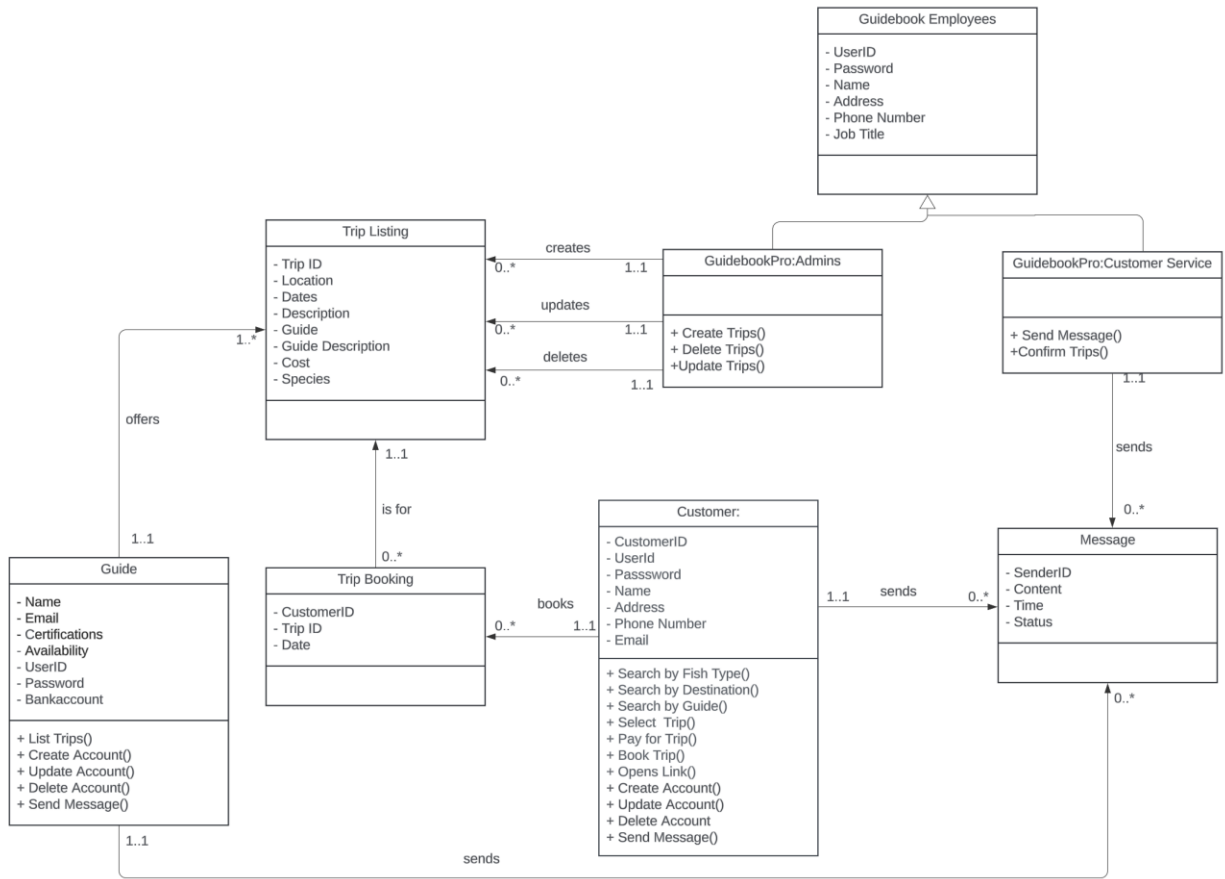 Guidebook Employees
- UserID
- Password
- Name
- Address
- Phone Number
- Job Title
Trip Listing
- Trip ID
- Location
- Dates
- Description
- Guide
- Guide Description
- Cost
- Species
creates
0..*
1..1
updates
0..*
1..1
deletes
0..*
1..1
GuidebookPro:Admins
+ Create Trips()
+ Delete Trips()
+Update Trips()
GuidebookPro:Customer Service
+ Send Message()
+Confirm Trips()
1..1
sends
0..*
1..*
offers
1..1
1..1
is for
0..*
Guide
- Name
- Email
- Certifications
- Availability
- UserID
- Password
- Bankaccount
+ List Trips()
+ Create Account()
+ Update Account()
+ Delete Account()
+ Send Message()
Trip Booking
- CustomerID
- Trip ID
- Date
books
0..*
1..1
Customer:
- CustomerID
- UserId
- Passsword
- Name
- Address
- Phone Number
- Email
+ Search by Fish Type()
+ Search by Destination()
+ Search by Guide()
+ Select  Trip()
+ Pay for Trip()
+ Book Trip()
+ Opens Link()
+ Create Account()
+ Update Account()
+ Delete Account
+ Send Message()
1..1
sends
0..*
Message
- SenderID
- Content
- Time
- Status
0..*
1..1
sends